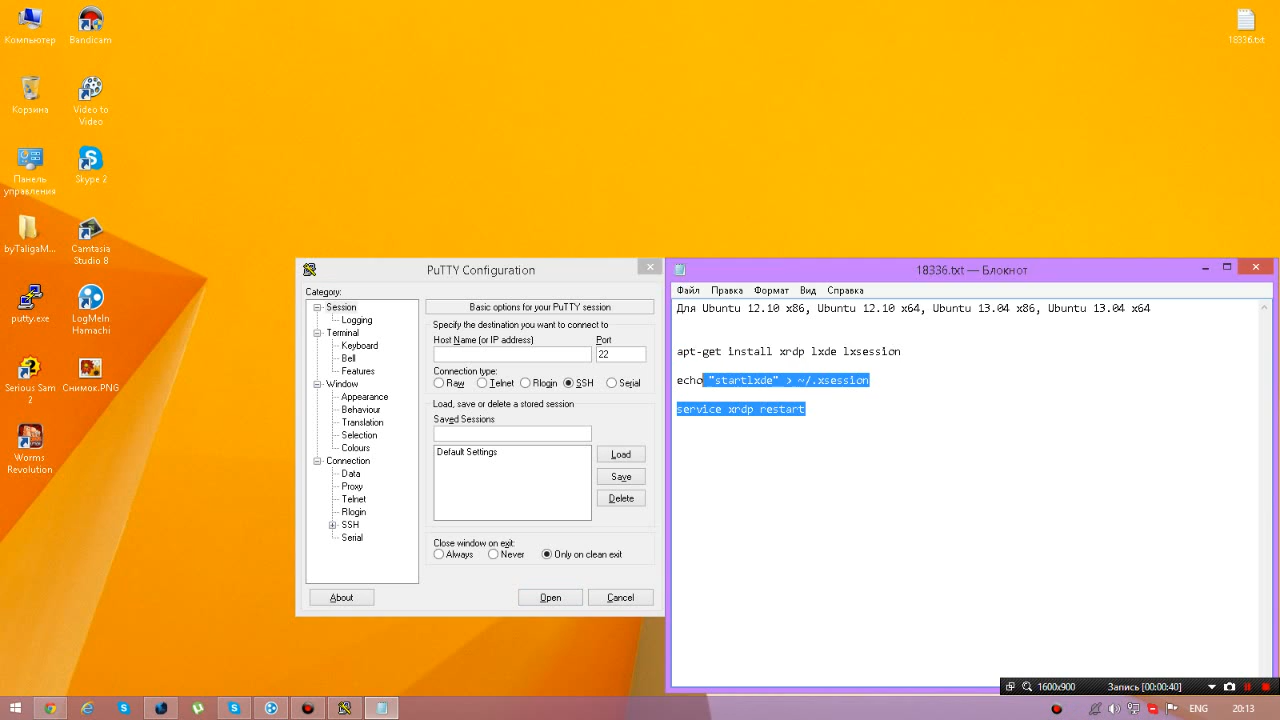 Компьютер
Bandicam
18336.txt
Корзина
Video to
Video
Панель
управления
Skype 2
byTaligaM...
Camtasia
Studio 8
putty.exe
LogMeIn
Hamachi
Serious Sam
2
Снимок.PNG
Worms
Revolution
PuTTY Configuration
Category:
Session
Logging
Terminal
Keyboard
Bell
Features
Window
Appearance
Behaviour
Translation
Selection
Colours
Connection
Data
Proxy
Telnet
Rlogin
SSH
Serial
Basic options for your PuTTY session
Specify the destination you want to connect to
Host Name (or IP address)
Port
22
Connection type:
Raw Telnet Rlogin SSH Serial
Load, save or delete a stored session
Saved Sessions
Default Settings
Load
Save
Delete
Close window on exit:
Always Never Only on clean exit
About
Open
Cancel
18336.txt — Блокнот
Файл Правка Формат Вид Справка
Для Ubuntu 12.10 x86, Ubuntu 12.10 x64, Ubuntu 13.04 x86, Ubuntu 13.04 x64
apt-get install xrdp lxde lxsession
echo "startlxde" > ~/.xsession
service xrdp restart
1600x900
Запись [00:00:40]
ENG
20:13